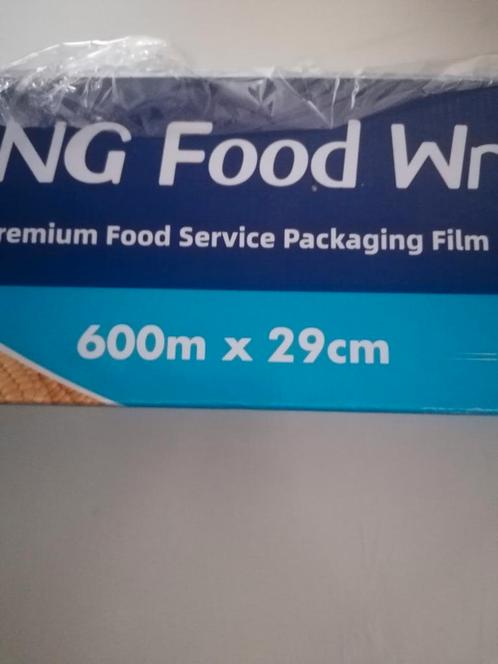 NG Food Wr
remium Food Service Packaging Film
600m x 29cm